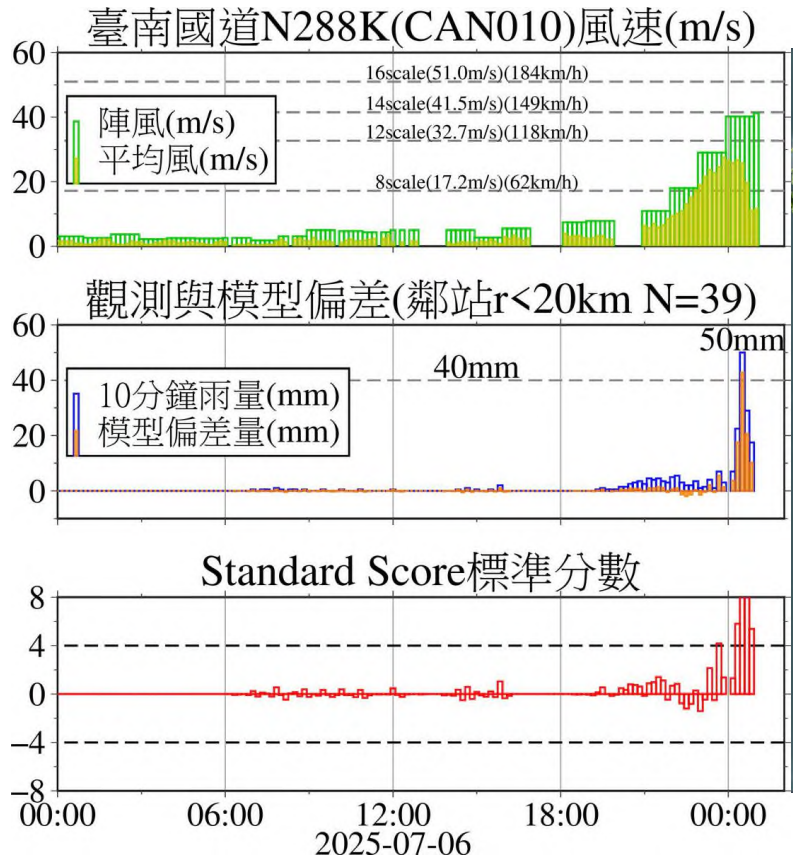 臺南國道N288K(CAN010)風速(m/s)
60
40
20
0
16scale(51.0m/s)(184km/h)
14scale(41.5m/s)(149km/h)
12scale(32.7m/s)(118km/h)
8scale(17.2m/s)(62km/h)
陣風(m/s)
平均風(m/s)
觀測與模型偏差(鄰站r<20km N=39)
60
40
20
0
50mm
40mm
10分鐘雨量(mm)
模型偏差量(mm)
Standard Score標準分數
8
4
0
−4
−8
00:00 06:00 12:00 18:00 00:00
2025-07-06